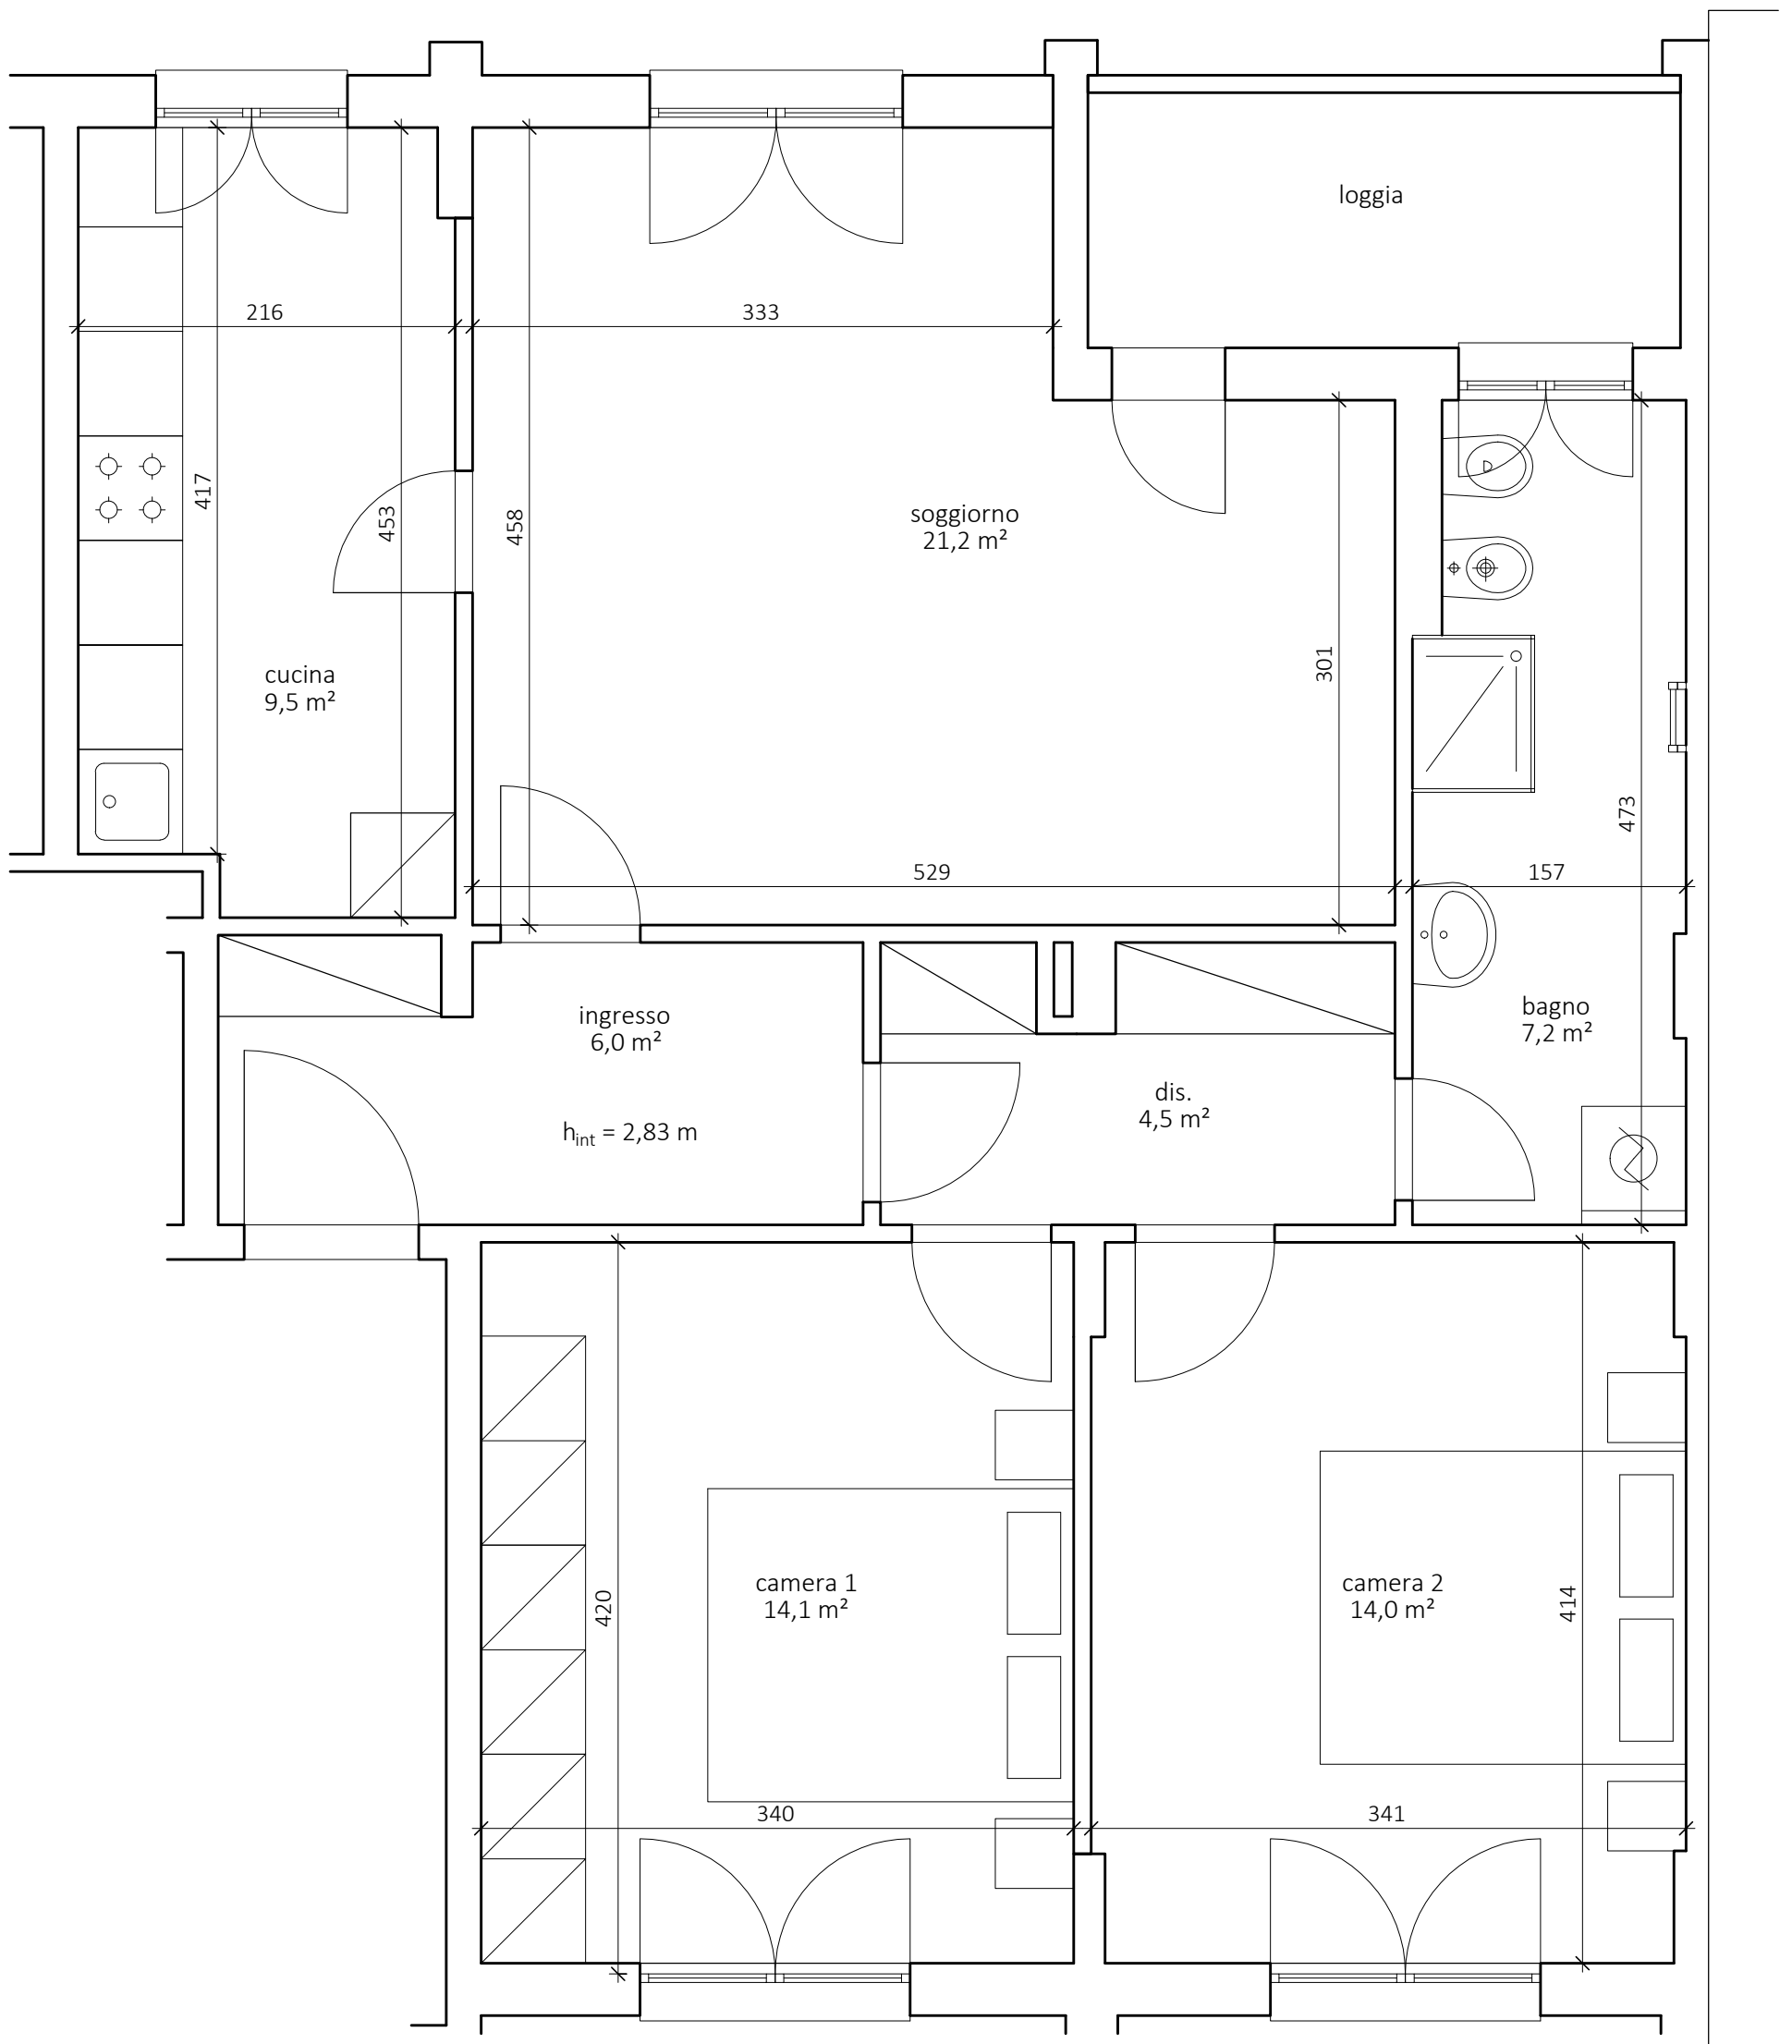 loggia
216
333
417
453
458
soggiorno
21,2 m²
301
cucina
9,5 m²
473
529
157
ingresso
6,0 m²
bagno
7,2 m²
dis.
4,5 m²
hint = 2,83 m
camera 1
14,1 m²
camera 2
14,0 m²
420
414
340
341